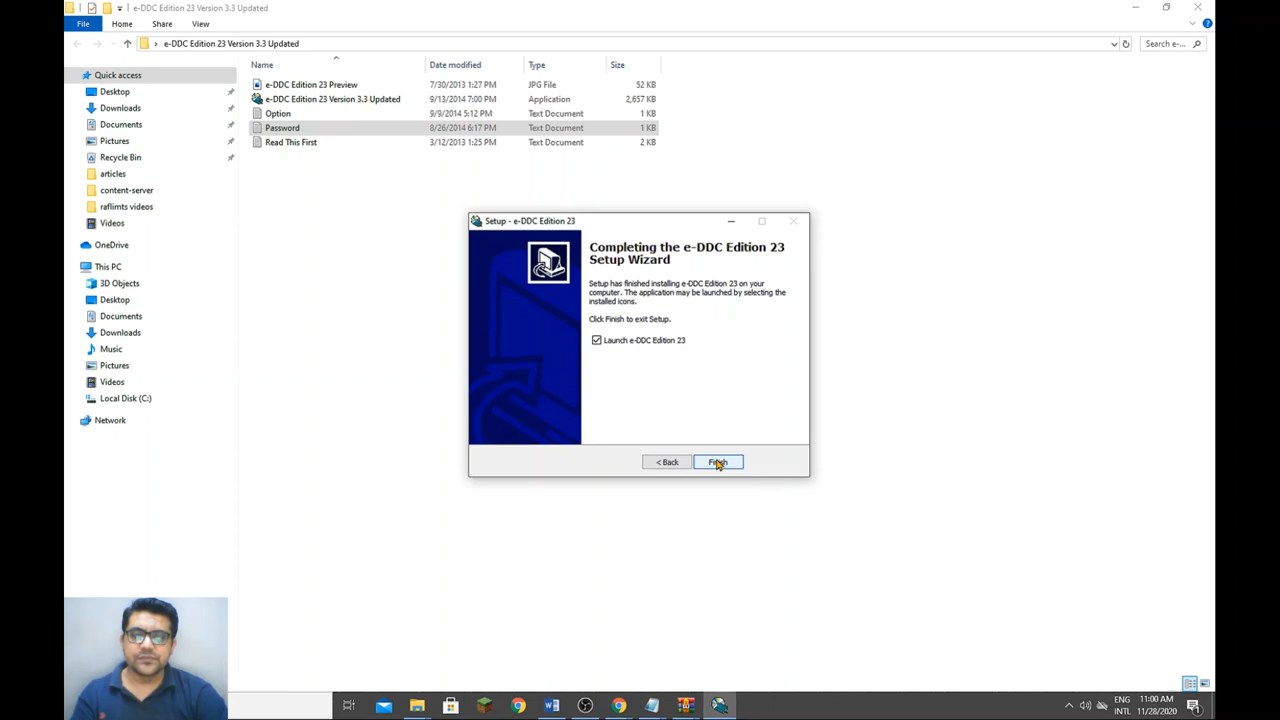 e-DDC Edition 23 Version 3.3 Updated
File Home Share View
e-DDC Edition 23 Version 3.3 Updated
Search e-...
Name Date modified Type Size
e-DDC Edition 23 Preview 7/30/2013 1:27 PM JPG File 52 KB
e-DDC Edition 23 Version 3.3 Updated 9/13/2014 7:00 PM Application 2,657 KB
Option 9/9/2014 5:12 PM Text Document 1 KB
Password 8/26/2014 6:17 PM Text Document 1 KB
Read This First 3/12/2013 1:25 PM Text Document 2 KB
Quick access
Desktop
Downloads
Documents
Pictures
Recycle Bin
articles
content-server
raflimts videos
Videos
OneDrive
This PC
3D Objects
Desktop
Documents
Downloads
Music
Pictures
Videos
Local Disk (C:)
Network
Setup - e-DDC Edition 23
Completing the e-DDC Edition 23
Setup Wizard
Setup has finished installing e-DDC Edition 23 on your
computer. The application may be launched by selecting the
installed icons.
Click Finish to exit Setup.
Launch e-DDC Edition 23
< Back Finish
ENG
INTL
11:00 AM
11/28/2020